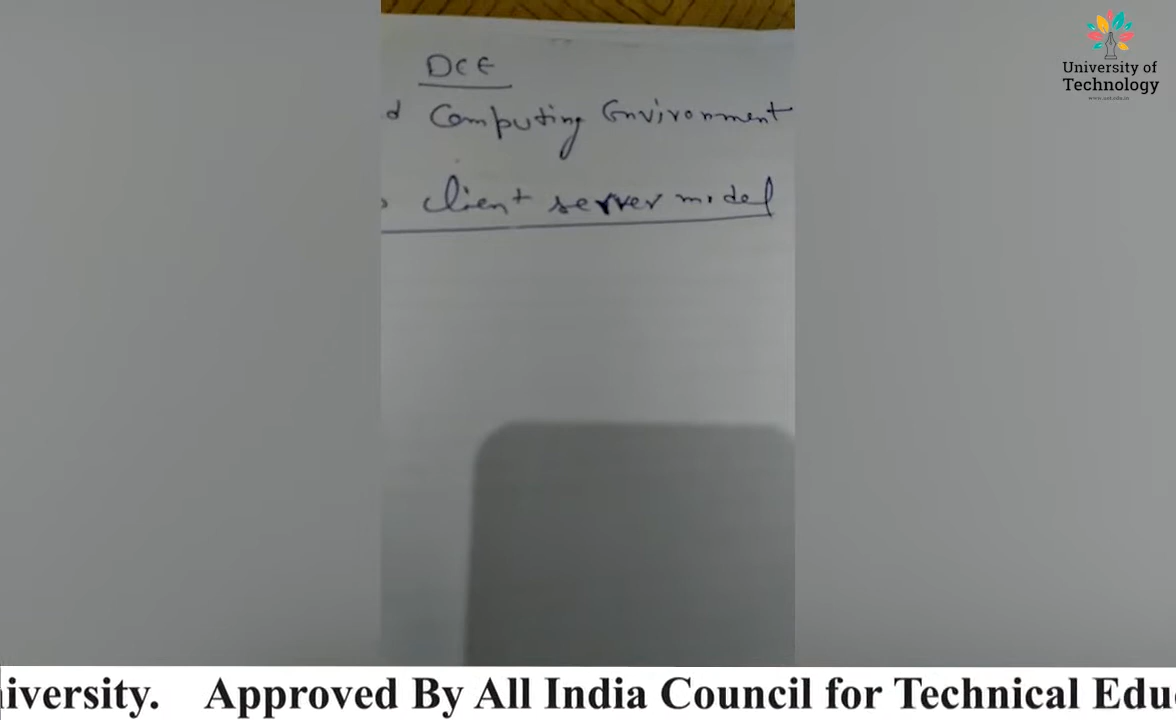 University of
Technology
DCE
d Computing Environment
client server model
iversity. Approved By All India Council for Technical Edu